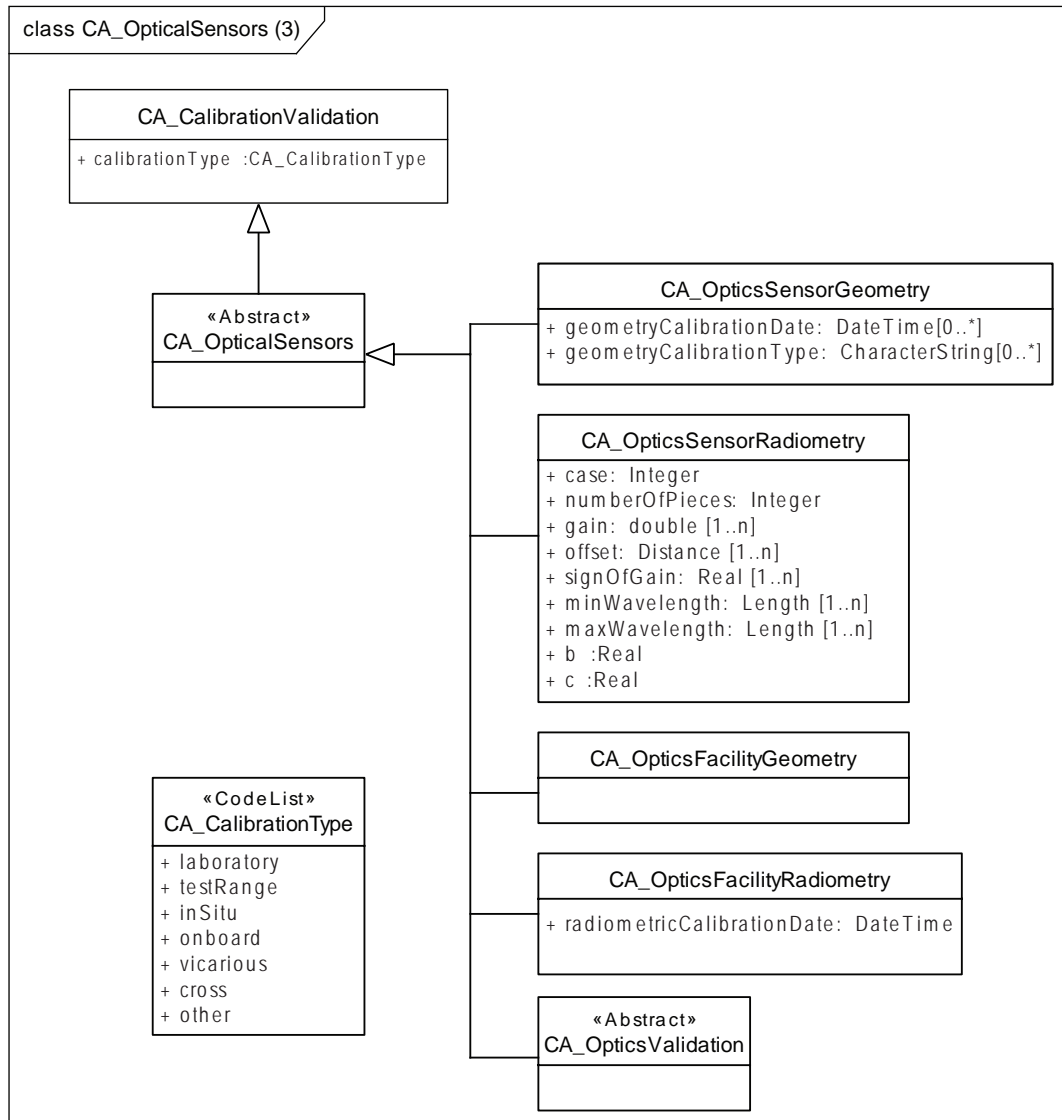 class CA_OpticalSensors (3)
CA_CalibrationValidation
+ calibrationType :CA_CalibrationType
«Abstract»
CA_OpticalSensors
CA_OpticsSensorGeometry
+ geometryCalibrationDate: DateTime[0..*]
+ geometryCalibrationType: CharacterString[0..*]
CA_OpticsSensorRadiometry
+ case: Integer
+ numberOfPieces: Integer
+ gain: double [1..n]
+ offset: Distance [1..n]
+ signOfGain: Real [1..n]
+ minWavelength: Length [1..n]
+ maxWavelength: Length [1..n]
+ b :Real
+ c :Real
CA_OpticsFacilityGeometry
«CodeList»
CA_CalibrationType
+ laboratory
+ testRange
+ inSitu
+ onboard
+ vicarious
+ cross
+ other
CA_OpticsFacilityRadiometry
+ radiometricCalibrationDate: DateTime
«Abstract»
CA_OpticsValidation